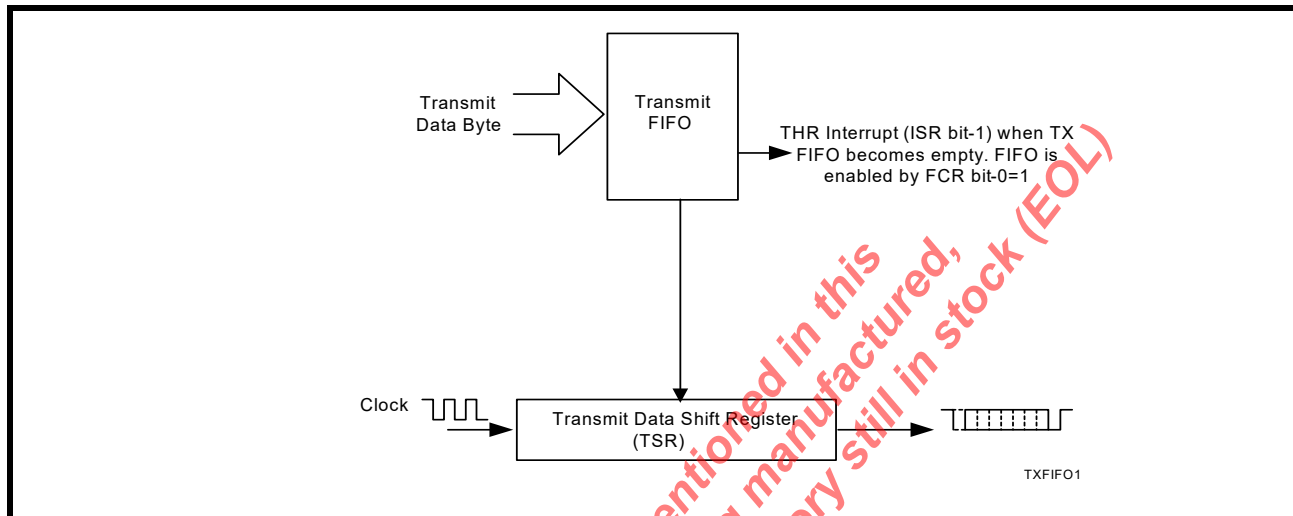 Transmit
Data Byte
Transmit
FIFO
THR Interrupt (ISR bit-1) when TX
FIFO becomes empty. FIFO is
enabled by FCR bit-0=1
Clock
Transmit Data Shift Register
(TSR)
TXFIFO1
mentioned in this
manufactured,
still in stock (EOL)